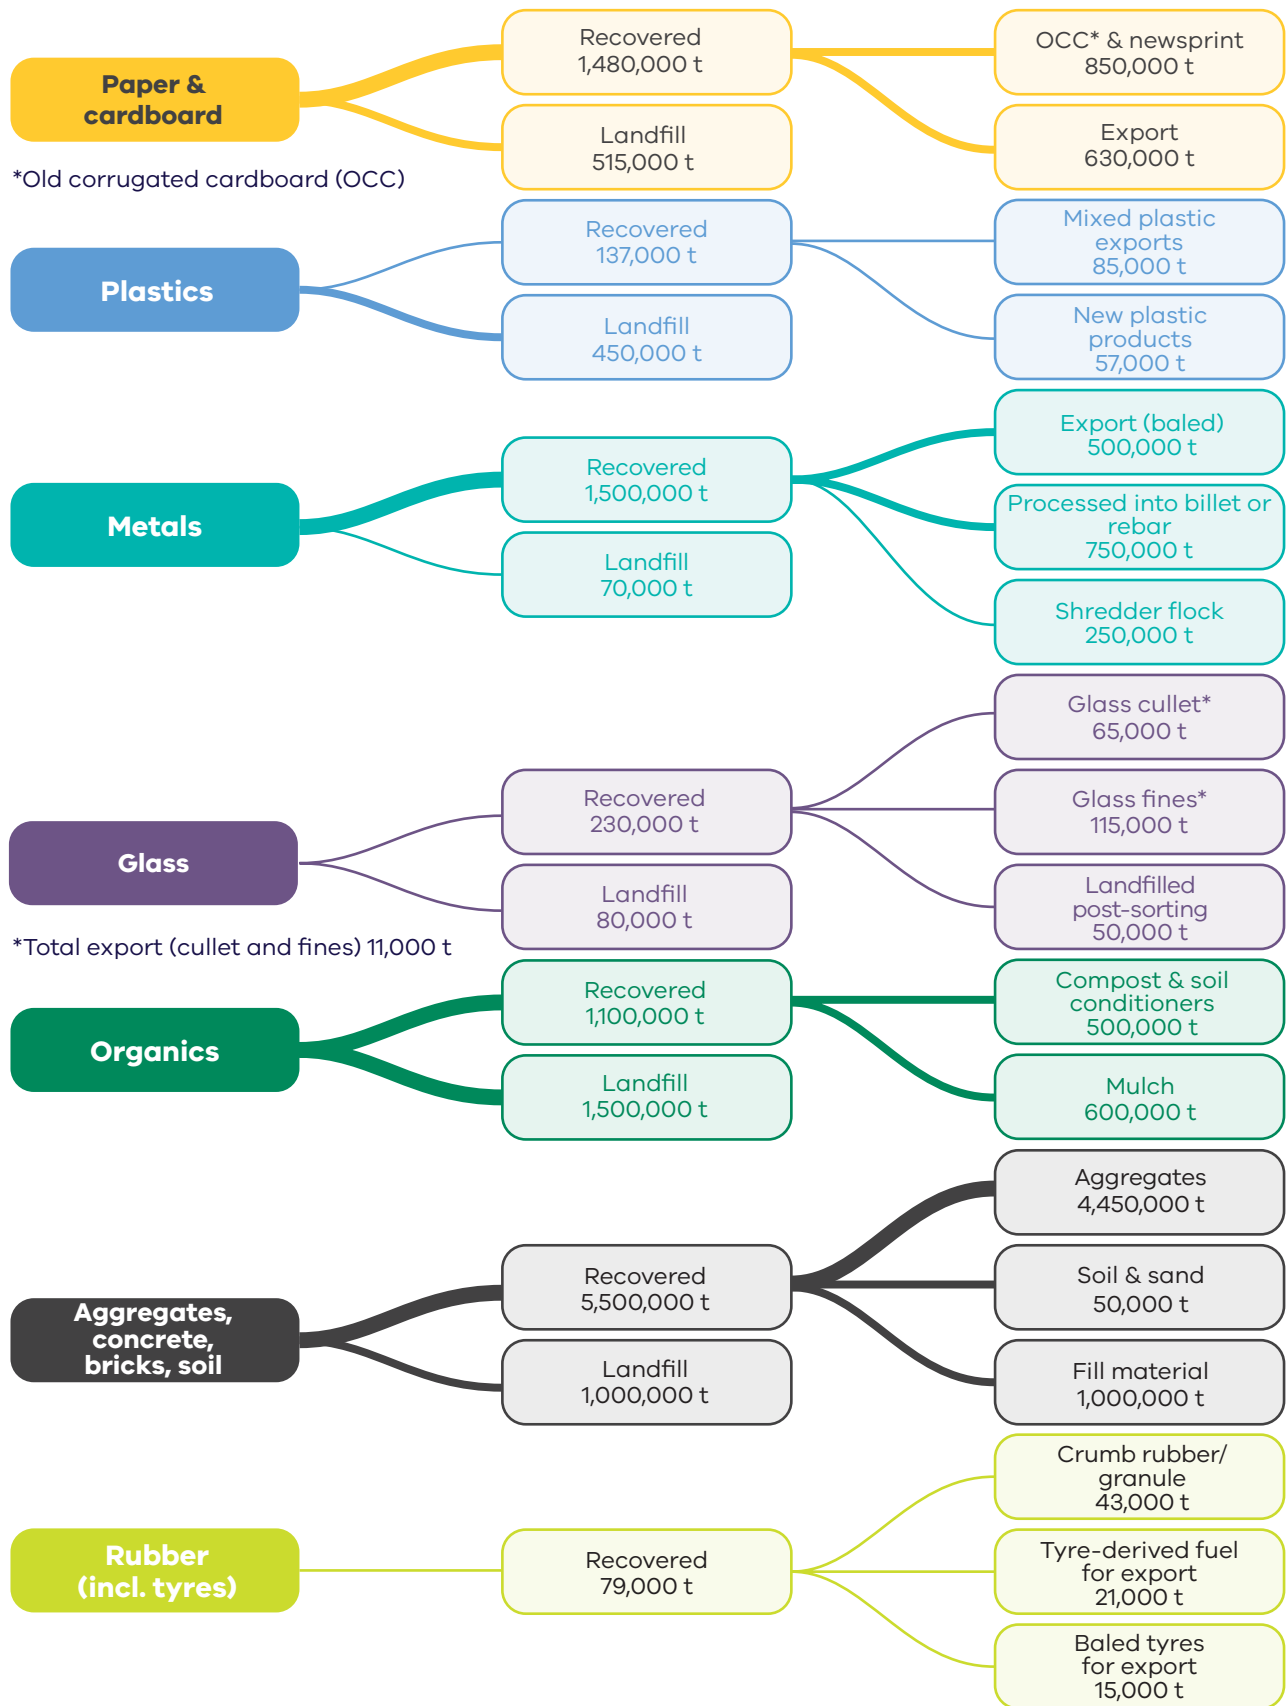 Paper &
cardboard
Recovered
1,480,000 t
Landfill
515,000 t
OCC* & newsprint
850,000 t
Export
630,000 t
*Old corrugated cardboard (OCC)
Plastics
Recovered
137,000 t
Landfill
450,000 t
Mixed plastic
exports
85,000 t
New plastic
products
57,000 t
Metals
Recovered
1,500,000 t
Landfill
70,000 t
Export (baled)
500,000 t
Processed into billet or
rebar
750,000 t
Shredder flock
250,000 t
Glass
Recovered
230,000 t
Landfill
80,000 t
Glass cullet*
65,000 t
Glass fines*
115,000 t
Landfilled
post-sorting
50,000 t
*Total export (cullet and fines) 11,000 t
Organics
Recovered
1,100,000 t
Landfill
1,500,000 t
Compost & soil
conditioners
500,000 t
Mulch
600,000 t
Aggregates,
concrete,
bricks, soil
Recovered
5,500,000 t
Landfill
1,000,000 t
Aggregates
4,450,000 t
Soil & sand
50,000 t
Fill material
1,000,000 t
Rubber
(incl. tyres)
Recovered
79,000 t
Crumb rubber/
granule
43,000 t
Tyre-derived fuel
for export
21,000 t
Baled tyres
for export
15,000 t